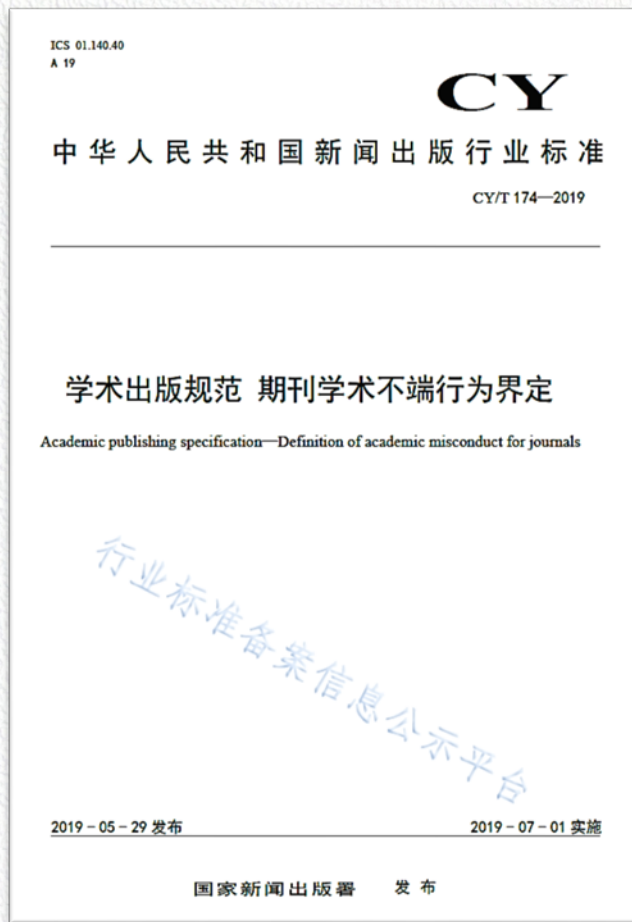 ICS 01.140.40
A 19
CY
中华人民共和国新闻出版行业标准
CY/T 174—2019
学术出版规范 期刊学术不端行为界定
Academic publishing specification—Definition of academic misconduct for journals
行业标准备案信息公示平台
2019-05-29 发布
2019-07-01 实施
国家新闻出版署 发布